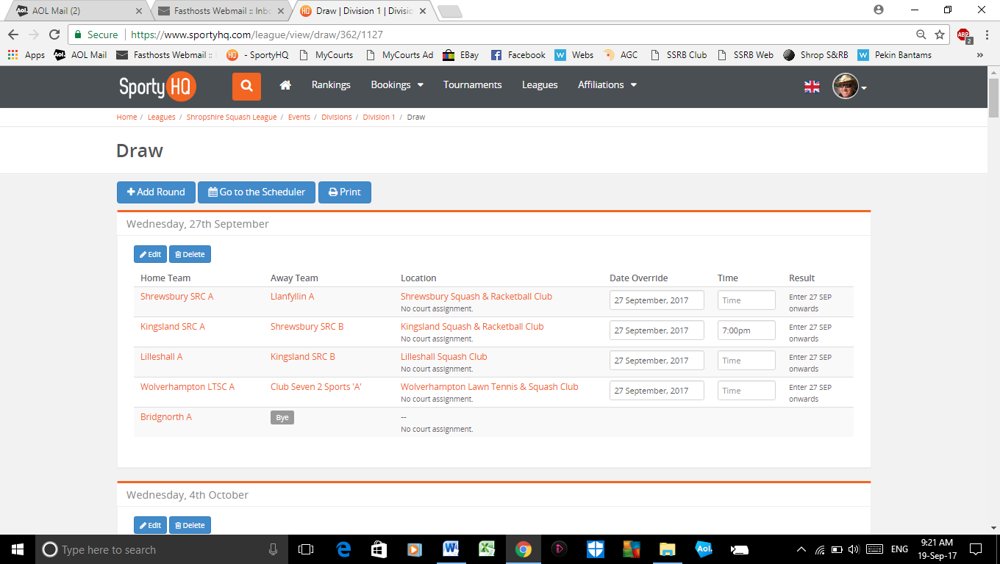 AOL Mail (2)
Fasthosts Webmail :: Inb
Draw | Division 1 | Divisio
Secure
https://www.sportyhq.com/league/view/draw/362/1127
ABP
2
Apps
AOL Mail
Fasthosts Webmail ::
- SportyHQ
MyCourts
MyCourts Ad
EBay
Facebook
Webs
AGC
SSRB Club
SSRB Web
Shrop S&RB
Pekin Bantams
»
Sporty HQ
Rankings
Bookings
Tournaments
Leagues
Affiliations
Home / Leagues / Shropshire Squash League / Events / Divisions / Division 1 / Draw
Draw
Add Round
Go to the Scheduler
Print
Wednesday, 27th September
Edit
Delete
Home Team Away Team Location Date Override Time Result
Shrewsbury SRC A Llanfyllin A Shrewsbury Squash & Racketball Club 27 September, 2017 Time Enter 27 SEP
No court assignment. onwards
Kingsland SRC A Shrewsbury SRC B Kingsland Squash & Racketball Club 27 September, 2017 7:00pm Enter 27 SEP
No court assignment. onwards
Lilleshall A Kingsland SRC B Lilleshall Squash Club 27 September, 2017 Time Enter 27 SEP
No court assignment. onwards
Wolverhampton LTSC A Club Seven 2 Sports 'A' Wolverhampton Lawn Tennis & Squash Club 27 September, 2017 Time Enter 27 SEP
No court assignment. onwards
Bridgnorth A Bye --
No court assignment.
Wednesday, 4th October
Edit
Delete
Type here to search
Aol.
ENG
9:21 AM
19-Sep-17